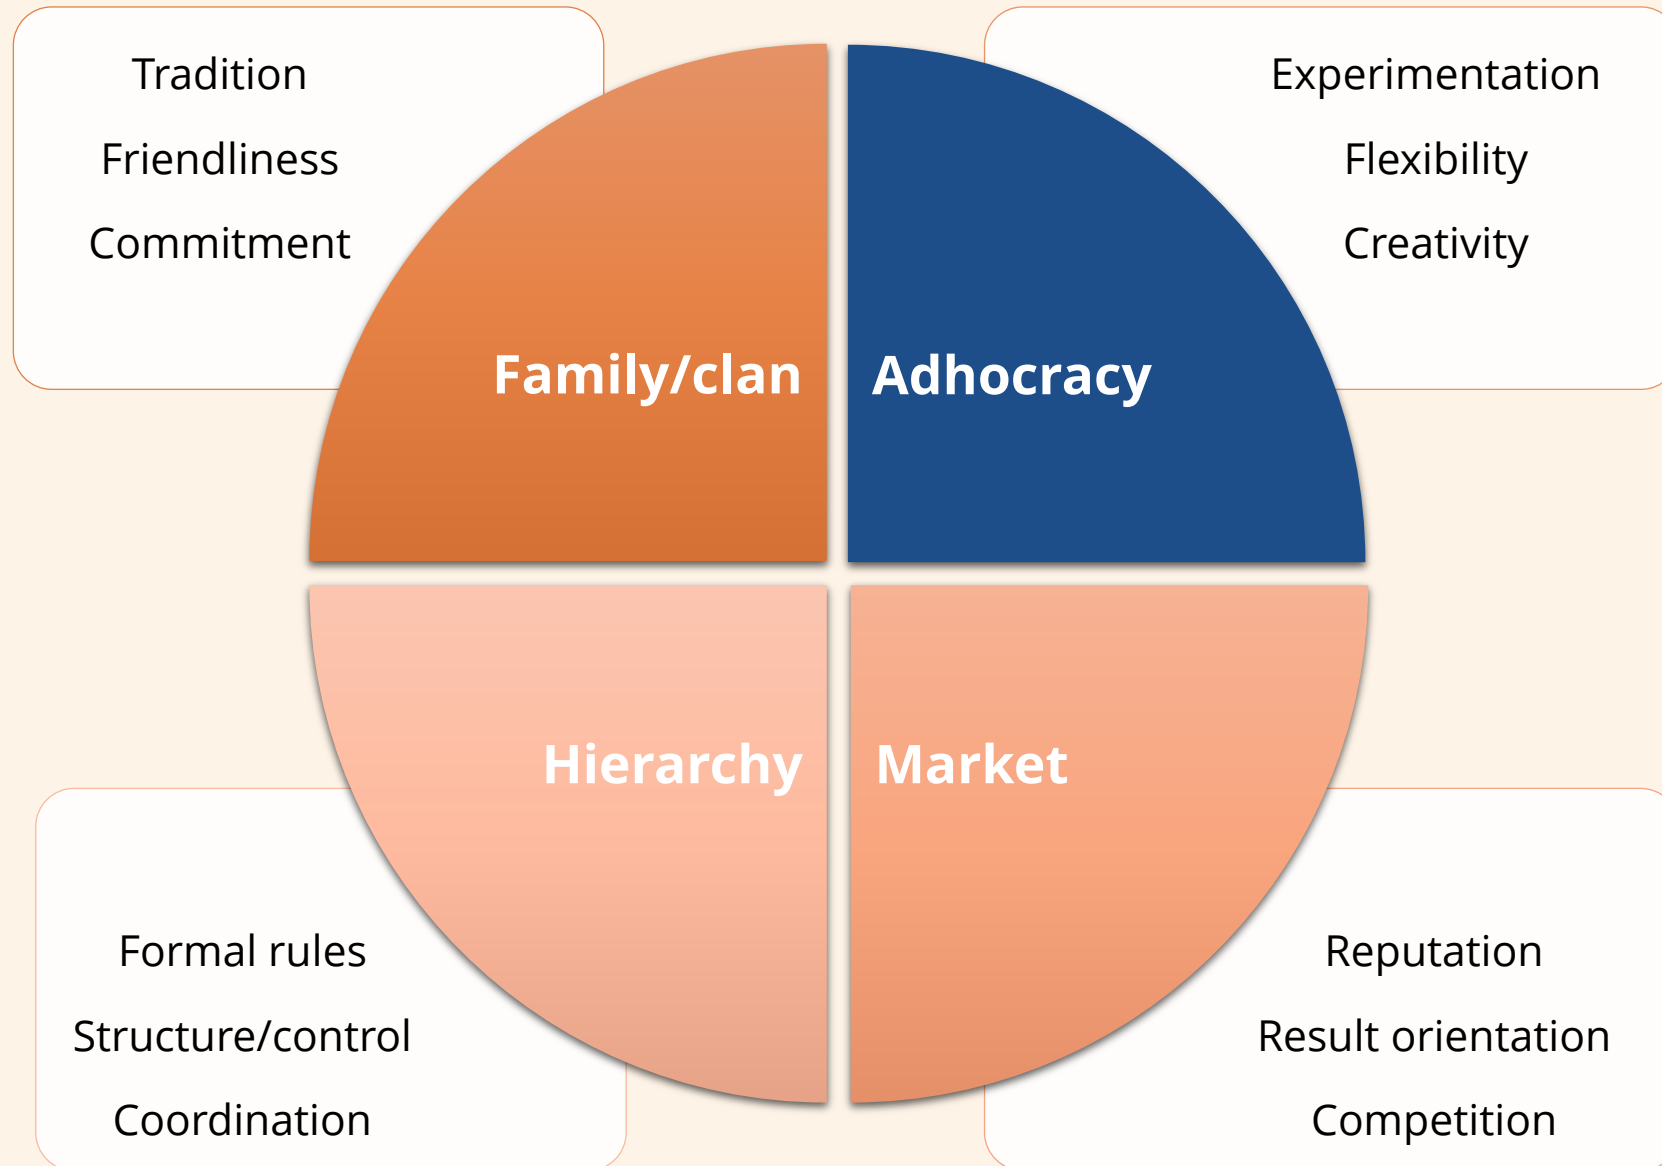 Tradition
Friendliness
Commitment
Experimentation
Flexibility
Creativity
Family/clan
Adhocracy
Hierarchy
Market
Formal rules
Structure/control
Coordination
Reputation
Result orientation
Competition